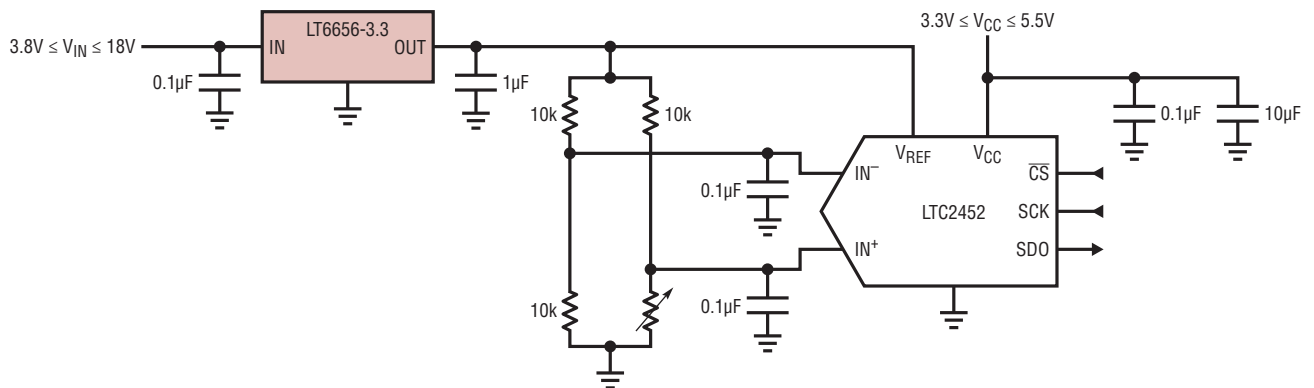 3.8V ≤ VIN ≤ 18V
LT6656-3.3
IN
OUT
0.1µF
1µF
3.3V ≤ VCC ≤ 5.5V
10k
10k
0.1µF
10µF
VREF
VCC
IN−
CS
0.1µF
LTC2452
SCK
IN+
SDO
10k
0.1µF